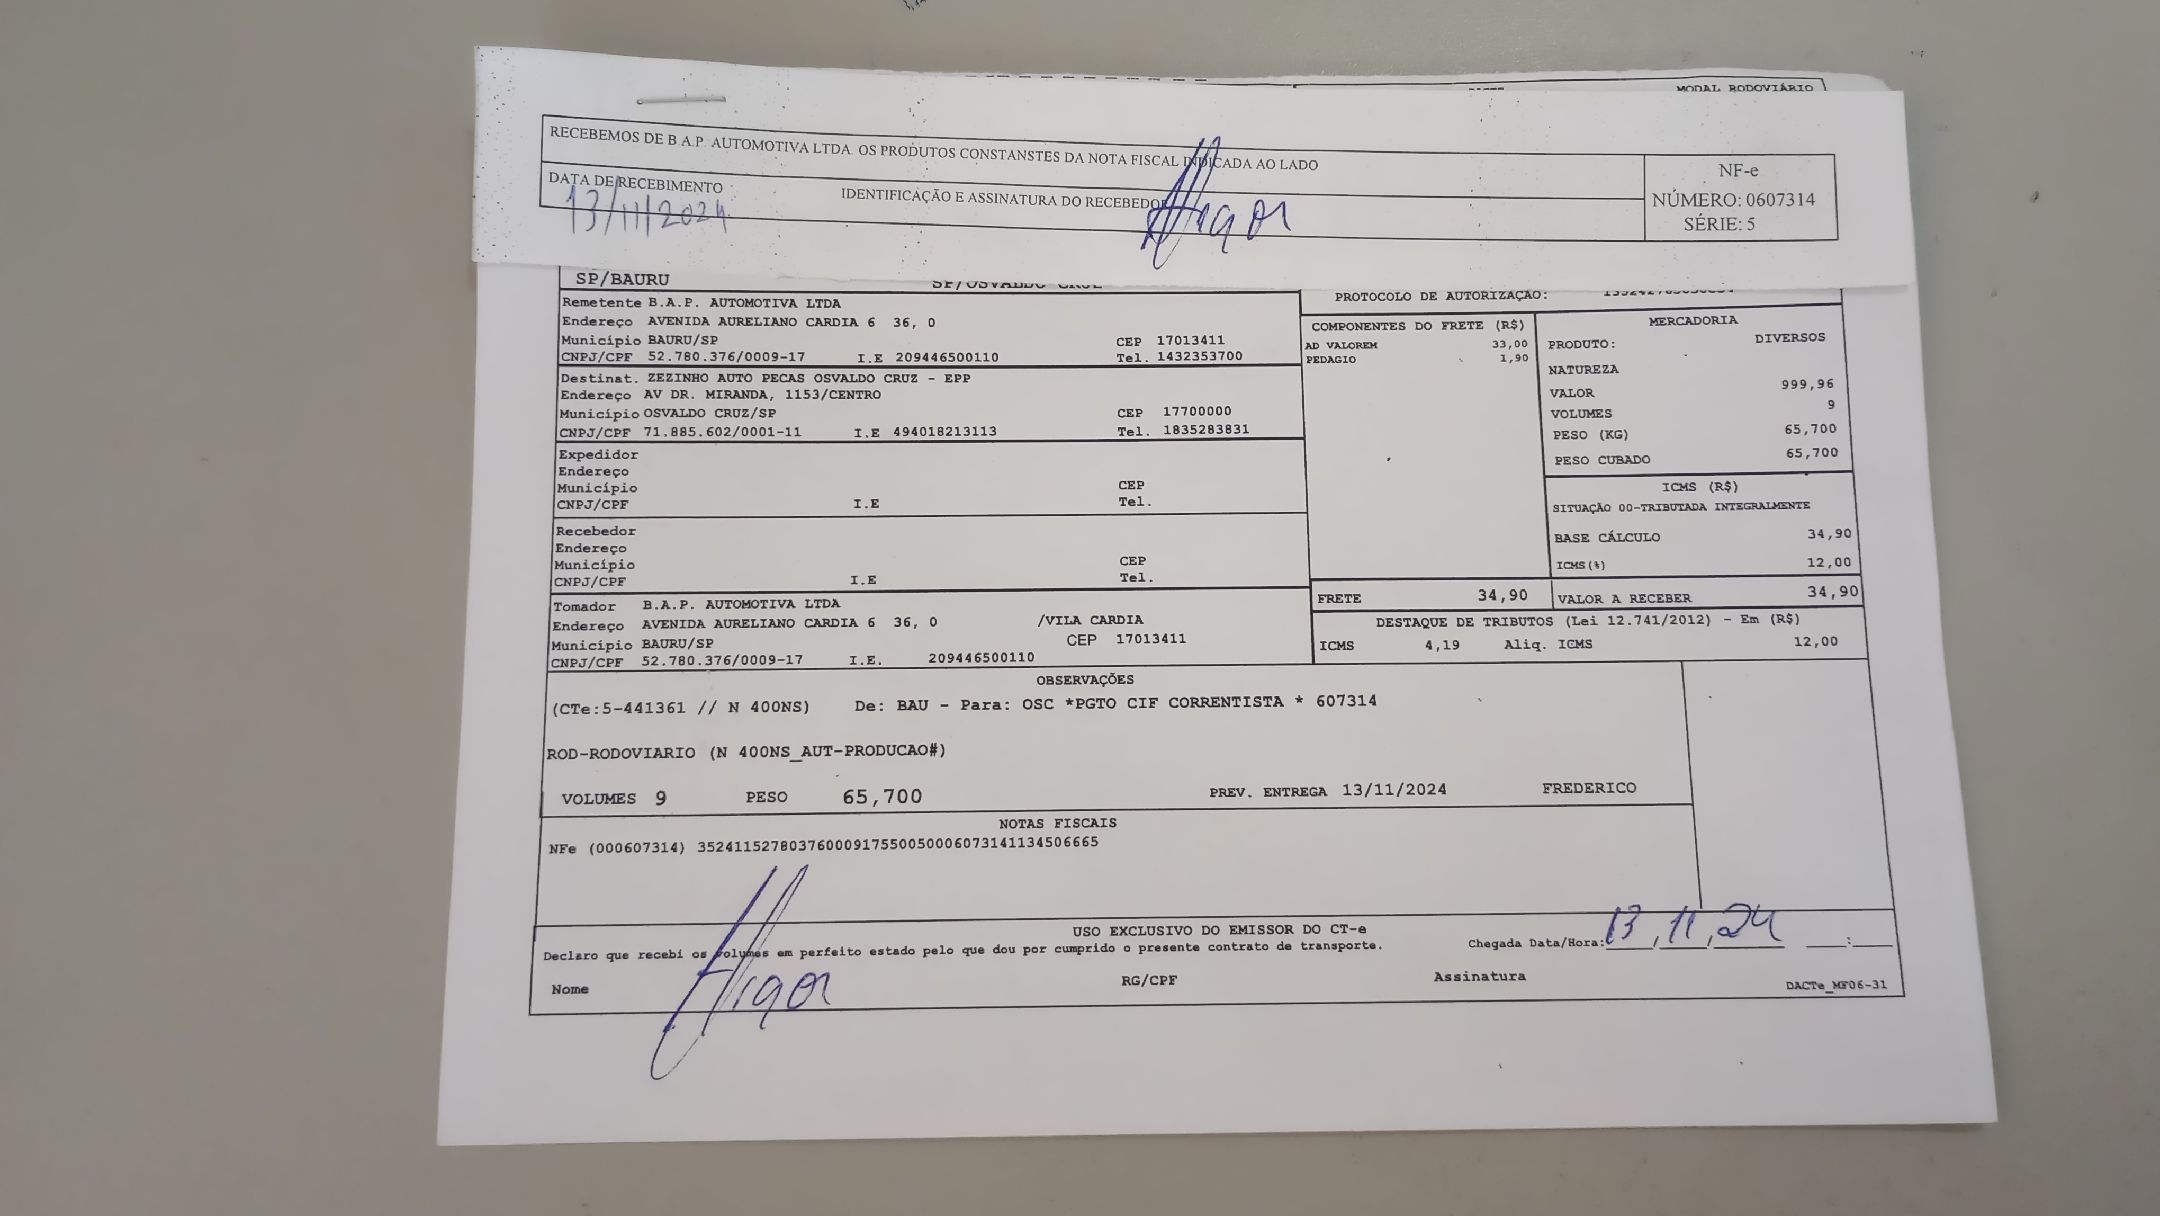 MODAL RODOVIÁRIO
RECEBEMOS DE B.A.P. AUTOMOTIVA LTDA. OS PRODUTOS CONSTANSTES DA NOTA FISCAL INDICADA AO LADO
DATA DE RECEBIMENTO
13/11/2024
IDENTIFICAÇÃO E ASSINATURA DO RECEBEDOR
Higor
NF-e
NÚMERO: 0607314
SÉRIE: 5
SP/BAURU SP/OSVALDO CRUZ
PROTOCOLO DE AUTORIZAÇÃO:
Remetente B.A.P. AUTOMOTIVA LTDA
Endereço AVENIDA AURELIANO CARDIA 6 36, 0
Município BAURU/SP CEP 17013411
CNPJ/CPF 52.780.376/0009-17 I.E 209446500110 Tel. 1432353700
Destinat. ZEZINHO AUTO PECAS OSVALDO CRUZ - EPP
Endereço AV DR. MIRANDA, 1153/CENTRO
Município OSVALDO CRUZ/SP CEP 17700000
CNPJ/CPF 71.885.602/0001-11 I.E 494018213113 Tel. 1835283831
Expedidor
Endereço
Município CEP
CNPJ/CPF I.E Tel.
Recebedor
Endereço
Município CEP
CNPJ/CPF I.E Tel.
Tomador B.A.P. AUTOMOTIVA LTDA
Endereço AVENIDA AURELIANO CARDIA 6 36, 0 /VILA CARDIA
Município BAURU/SP CEP 17013411
CNPJ/CPF 52.780.376/0009-17 I.E. 209446500110
COMPONENTES DO FRETE (R$)
AD VALOREM 33,00
PEDAGIO 1,90
MERCADORIA
PRODUTO: DIVERSOS
NATUREZA
VALOR 999,96
VOLUMES 9
PESO (KG) 65,700
PESO CUBADO 65,700
ICMS (R$)
SITUAÇÃO 00-TRIBUTADA INTEGRALMENTE
BASE CÁLCULO 34,90
ICMS(%) 12,00
FRETE 34,90 VALOR A RECEBER 34,90
DESTAQUE DE TRIBUTOS (Lei 12.741/2012) - Em (R$)
ICMS 4,19 Aliq. ICMS 12,00
OBSERVAÇÕES
(CTe:5-441361 // N 400NS) De: BAU - Para: OSC *PGTO CIF CORRENTISTA * 607314
ROD-RODOVIARIO (N 400NS_AUT-PRODUCAO#)
VOLUMES 9 PESO 65,700 PREV. ENTREGA 13/11/2024 FREDERICO
NOTAS FISCAIS
NFe (000607314) 35241152780376000917550050006073141134506665
USO EXCLUSIVO DO EMISSOR DO CT-e
Declaro que recebi os volumes em perfeito estado pelo que dou por cumprido o presente contrato de transporte. Chegada Data/Hora: 13, 11, 24 :
Nome Higor RG/CPF Assinatura
DACTe_MF06-31